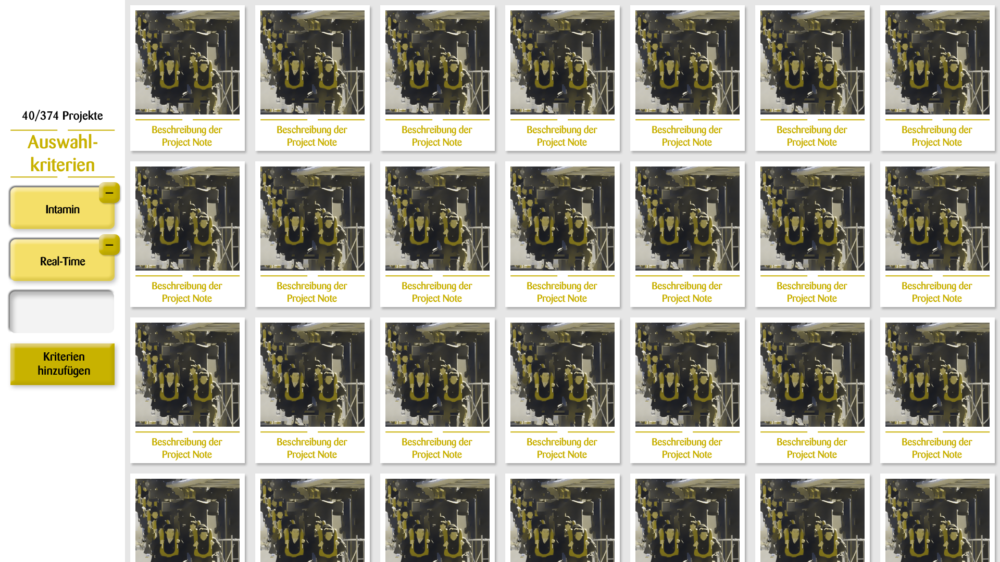 40/374 Projekte
Auswahl-
kriterien
Intamin
Real-Time
Kriterien
hinzufügen
Beschreibung der
Project Note
Beschreibung der
Project Note
Beschreibung der
Project Note
Beschreibung der
Project Note
Beschreibung der
Project Note
Beschreibung der
Project Note
Beschreibung der
Project Note
Beschreibung der
Project Note
Beschreibung der
Project Note
Beschreibung der
Project Note
Beschreibung der
Project Note
Beschreibung der
Project Note
Beschreibung der
Project Note
Beschreibung der
Project Note
Beschreibung der
Project Note
Beschreibung der
Project Note
Beschreibung der
Project Note
Beschreibung der
Project Note
Beschreibung der
Project Note
Beschreibung der
Project Note
Beschreibung der
Project Note